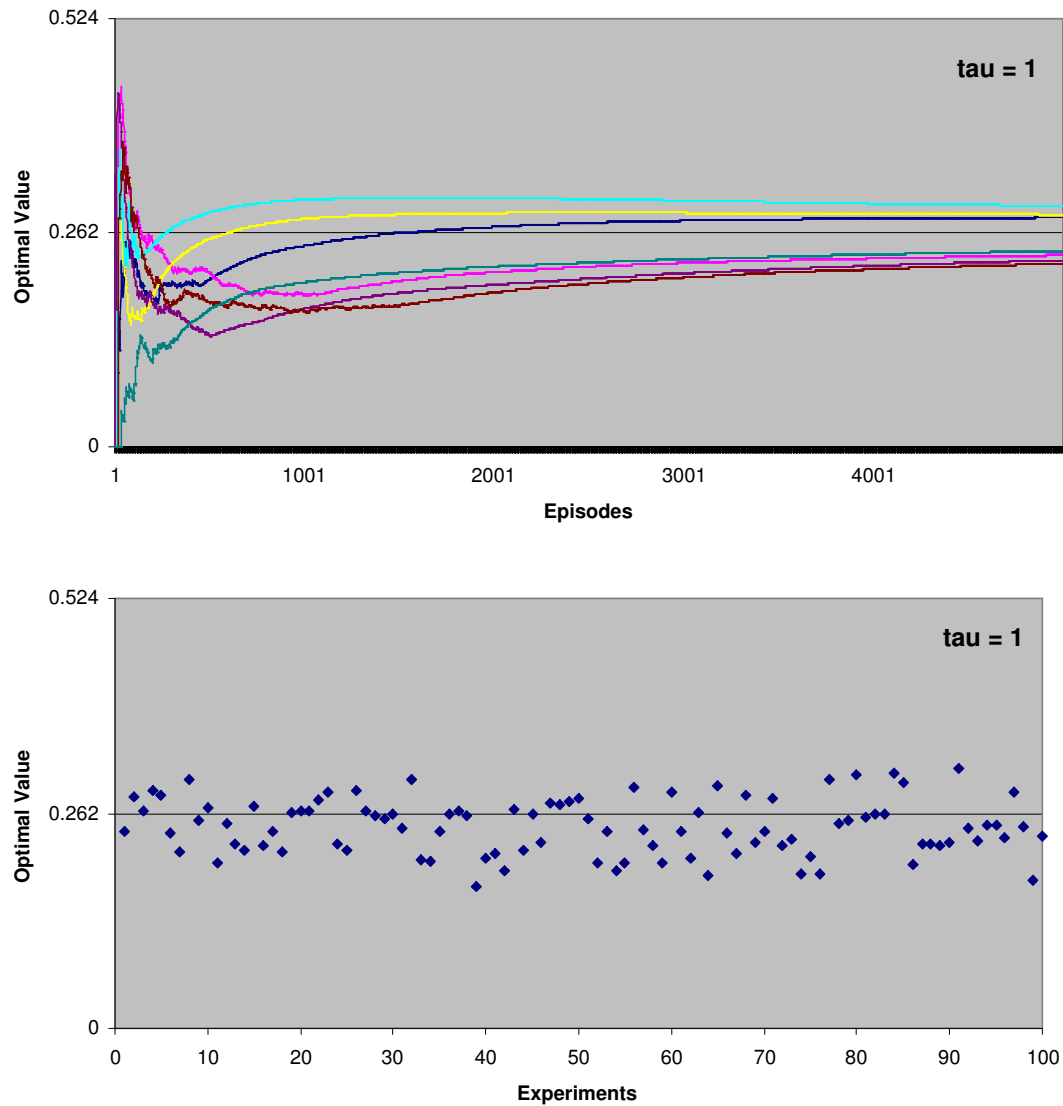 0.524
tau = 1
Optimal Value
0.262
0
1 1001 2001 3001 4001
Episodes
0.524
tau = 1
Optimal Value
0.262
0
0 10 20 30 40 50 60 70 80 90 100
Experiments